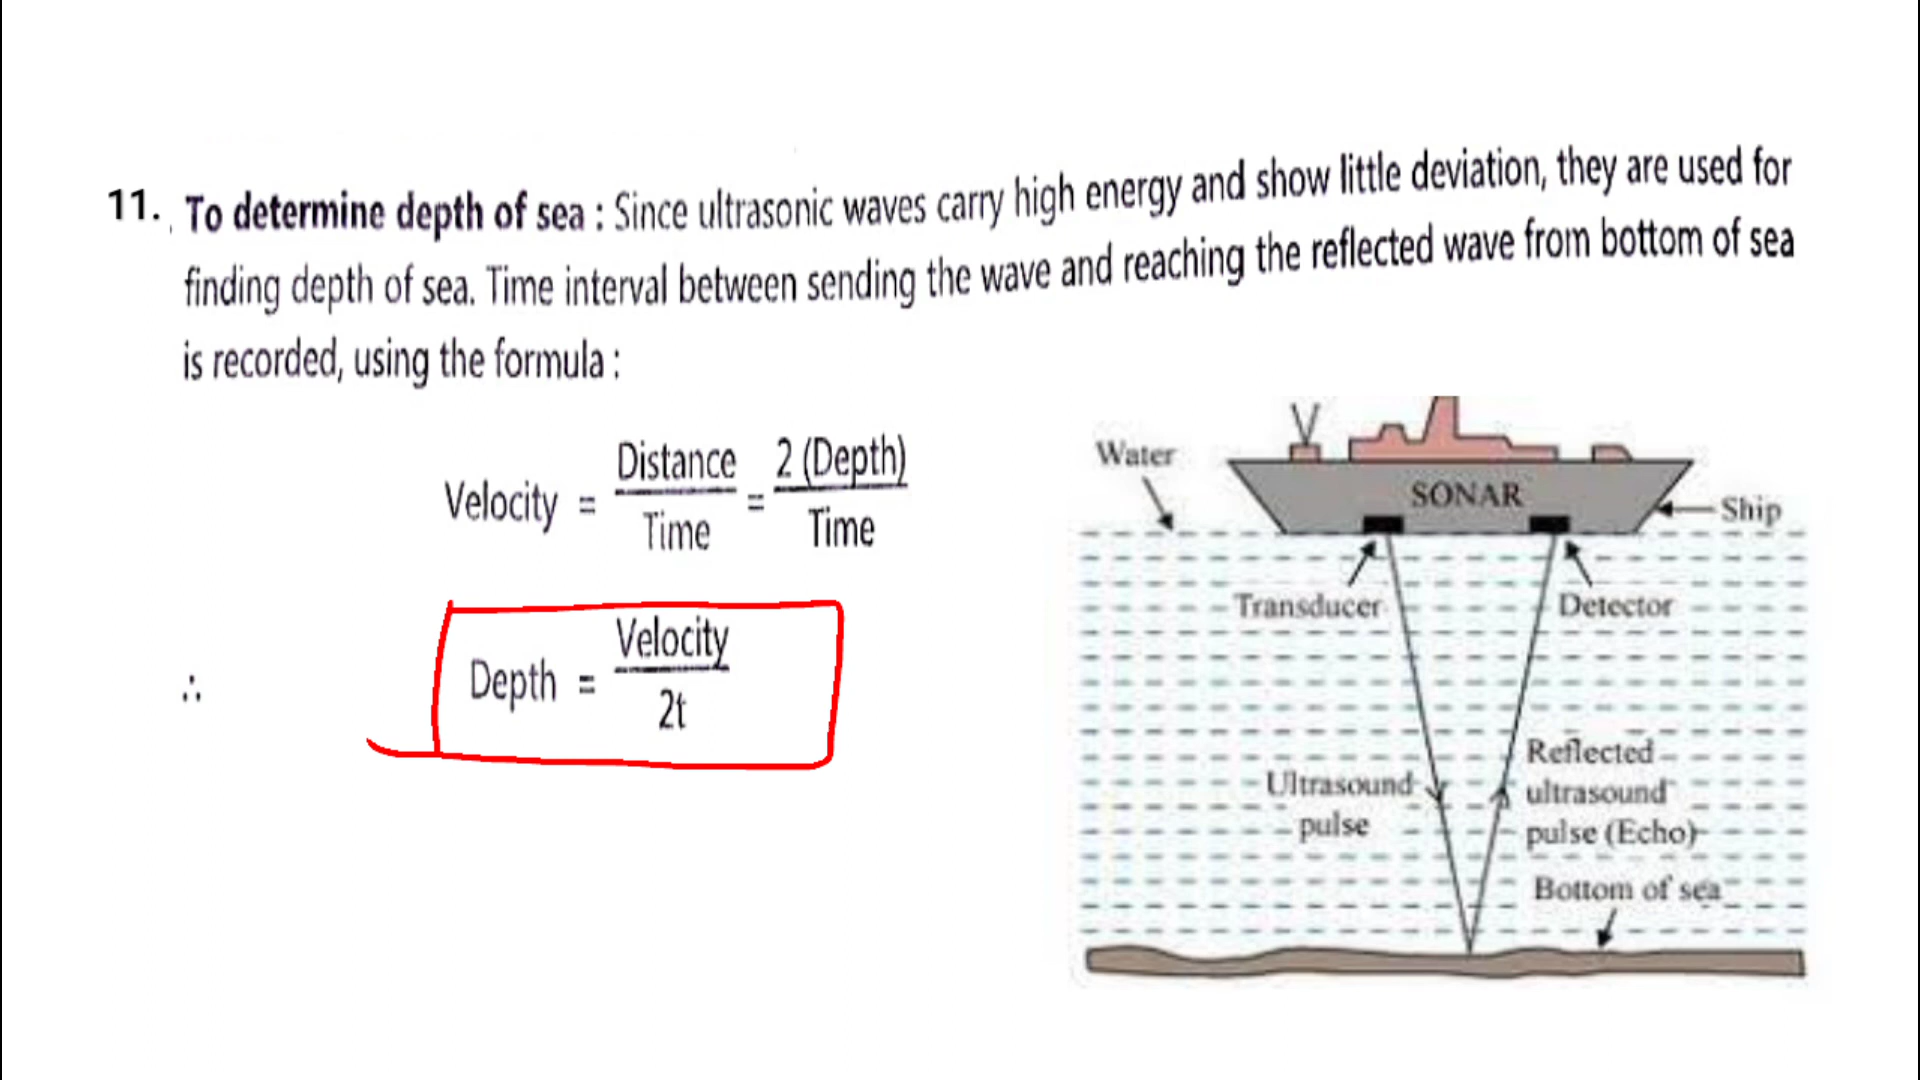 11. To determine depth of sea : Since ultrasonic waves carry high energy and show little deviation, they are used for
finding depth of sea. Time interval between sending the wave and reaching the reflected wave from bottom of sea
is recorded, using the formula :
Velocity = Distance/Time = 2 (Depth)/Time
∴ Depth = Velocity/2t
Water
SONAR
Ship
Transducer
Detector
Ultrasound
pulse
Reflected
ultrasound
pulse (Echo)
Bottom of sea